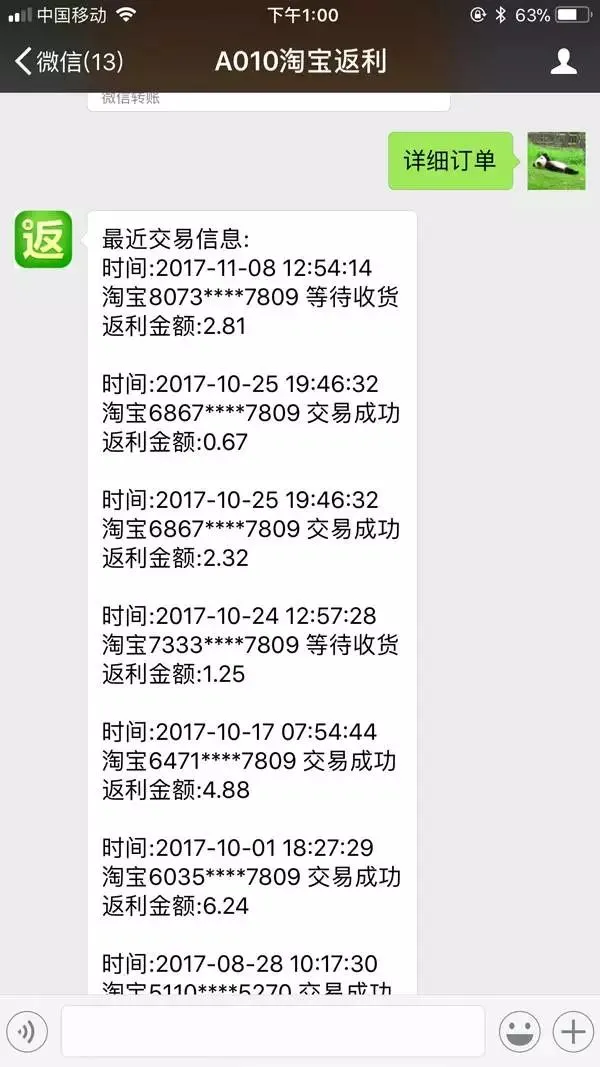 中国移动 下午1:00 63%
微信(13) A010淘宝返利
微信转账
详细订单
返
最近交易信息:
时间:2017-11-08 12:54:14
淘宝8073****7809 等待收货
返利金额:2.81
时间:2017-10-25 19:46:32
淘宝6867****7809 交易成功
返利金额:0.67
时间:2017-10-25 19:46:32
淘宝6867****7809 交易成功
返利金额:2.32
时间:2017-10-24 12:57:28
淘宝7333****7809 等待收货
返利金额:1.25
时间:2017-10-17 07:54:44
淘宝6471****7809 交易成功
返利金额:4.88
时间:2017-10-01 18:27:29
淘宝6035****7809 交易成功
返利金额:6.24
时间:2017-08-28 10:17:30
淘宝5110****5270 交易成功